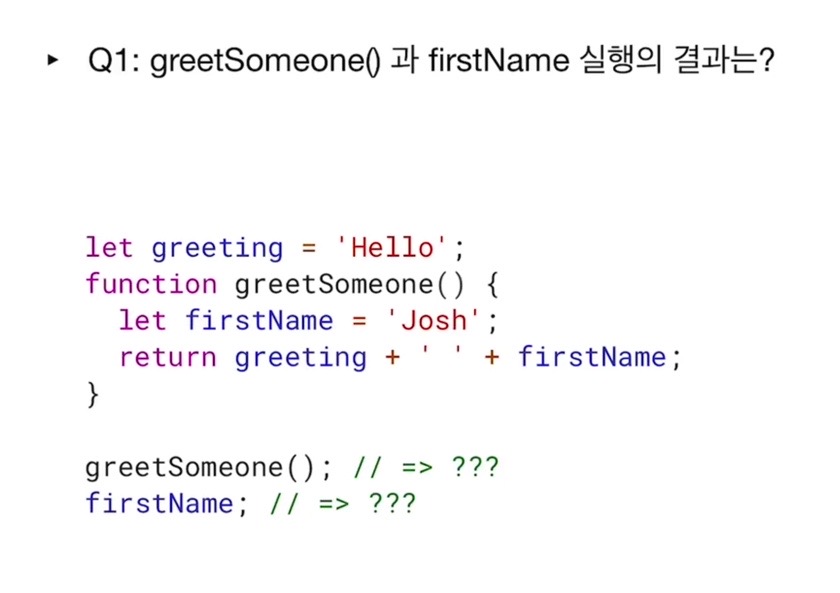 ▸ Q1: greetSomeone() 과 firstName 실행의 결과는?
let greeting = 'Hello';
function greetSomeone() {
  let firstName = 'Josh';
  return greeting + ' ' + firstName;
}
greetSomeone(); // => ???
firstName; // => ???